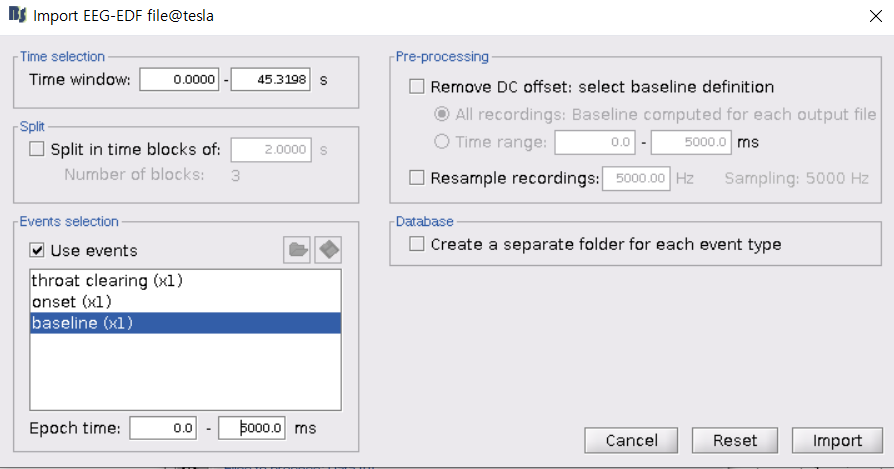 Import EEG-EDF file@tesla
Time selection
Time window: 0.0000 - 45.3198 s
Split
Split in time blocks of: 2.0000 s
Number of blocks: 3
Events selection
Use events
throat clearing (x1)
onset (x1)
baseline (x1)
Epoch time: 0.0 - 5000.0 ms
Pre-processing
Remove DC offset: select baseline definition
All recordings: Baseline computed for each output file
Time range: 0.0 - 5000.0 ms
Resample recordings: 5000.00 Hz Sampling: 5000 Hz
Database
Create a separate folder for each event type
Cancel Reset Import